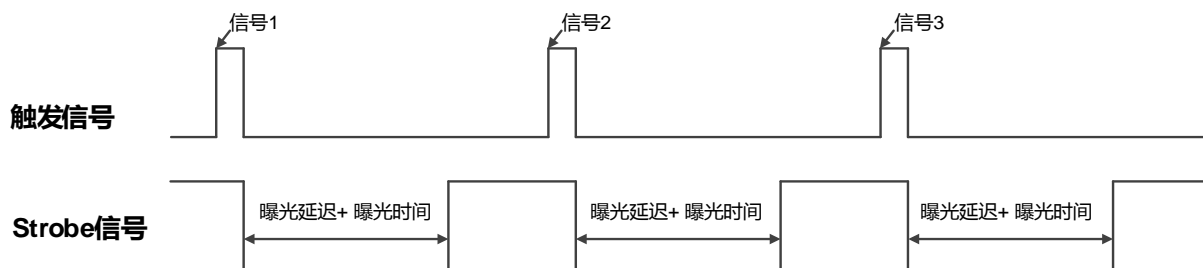 信号1
信号2
信号3
触发信号
曝光延迟+ 曝光时间
曝光延迟+ 曝光时间
曝光延迟+ 曝光时间
Strobe信号